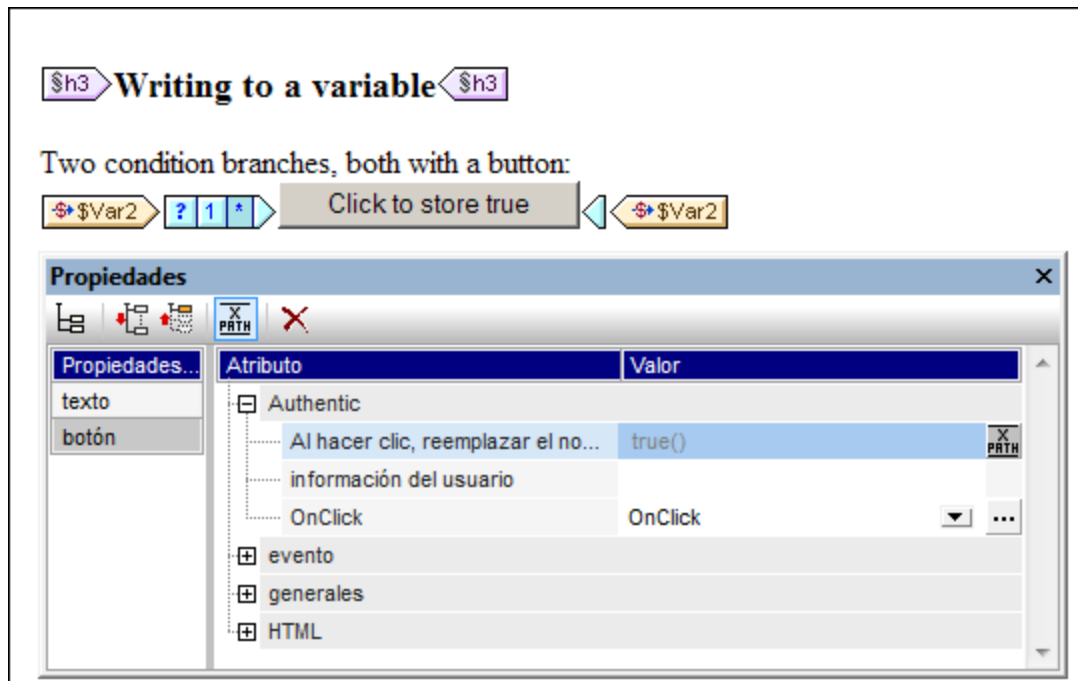 §h3 Writing to a variable §h3
Two condition branches, both with a button:
$ $Var2 ? 1 * Click to store true $ $Var2
Propiedades ×
X PATH
Propiedades... Atributo Valor
texto Authentic
botón Al hacer clic, reemplazar el no... true() X PATH
información del usuario
OnClick OnClick ...
evento
generales
HTML